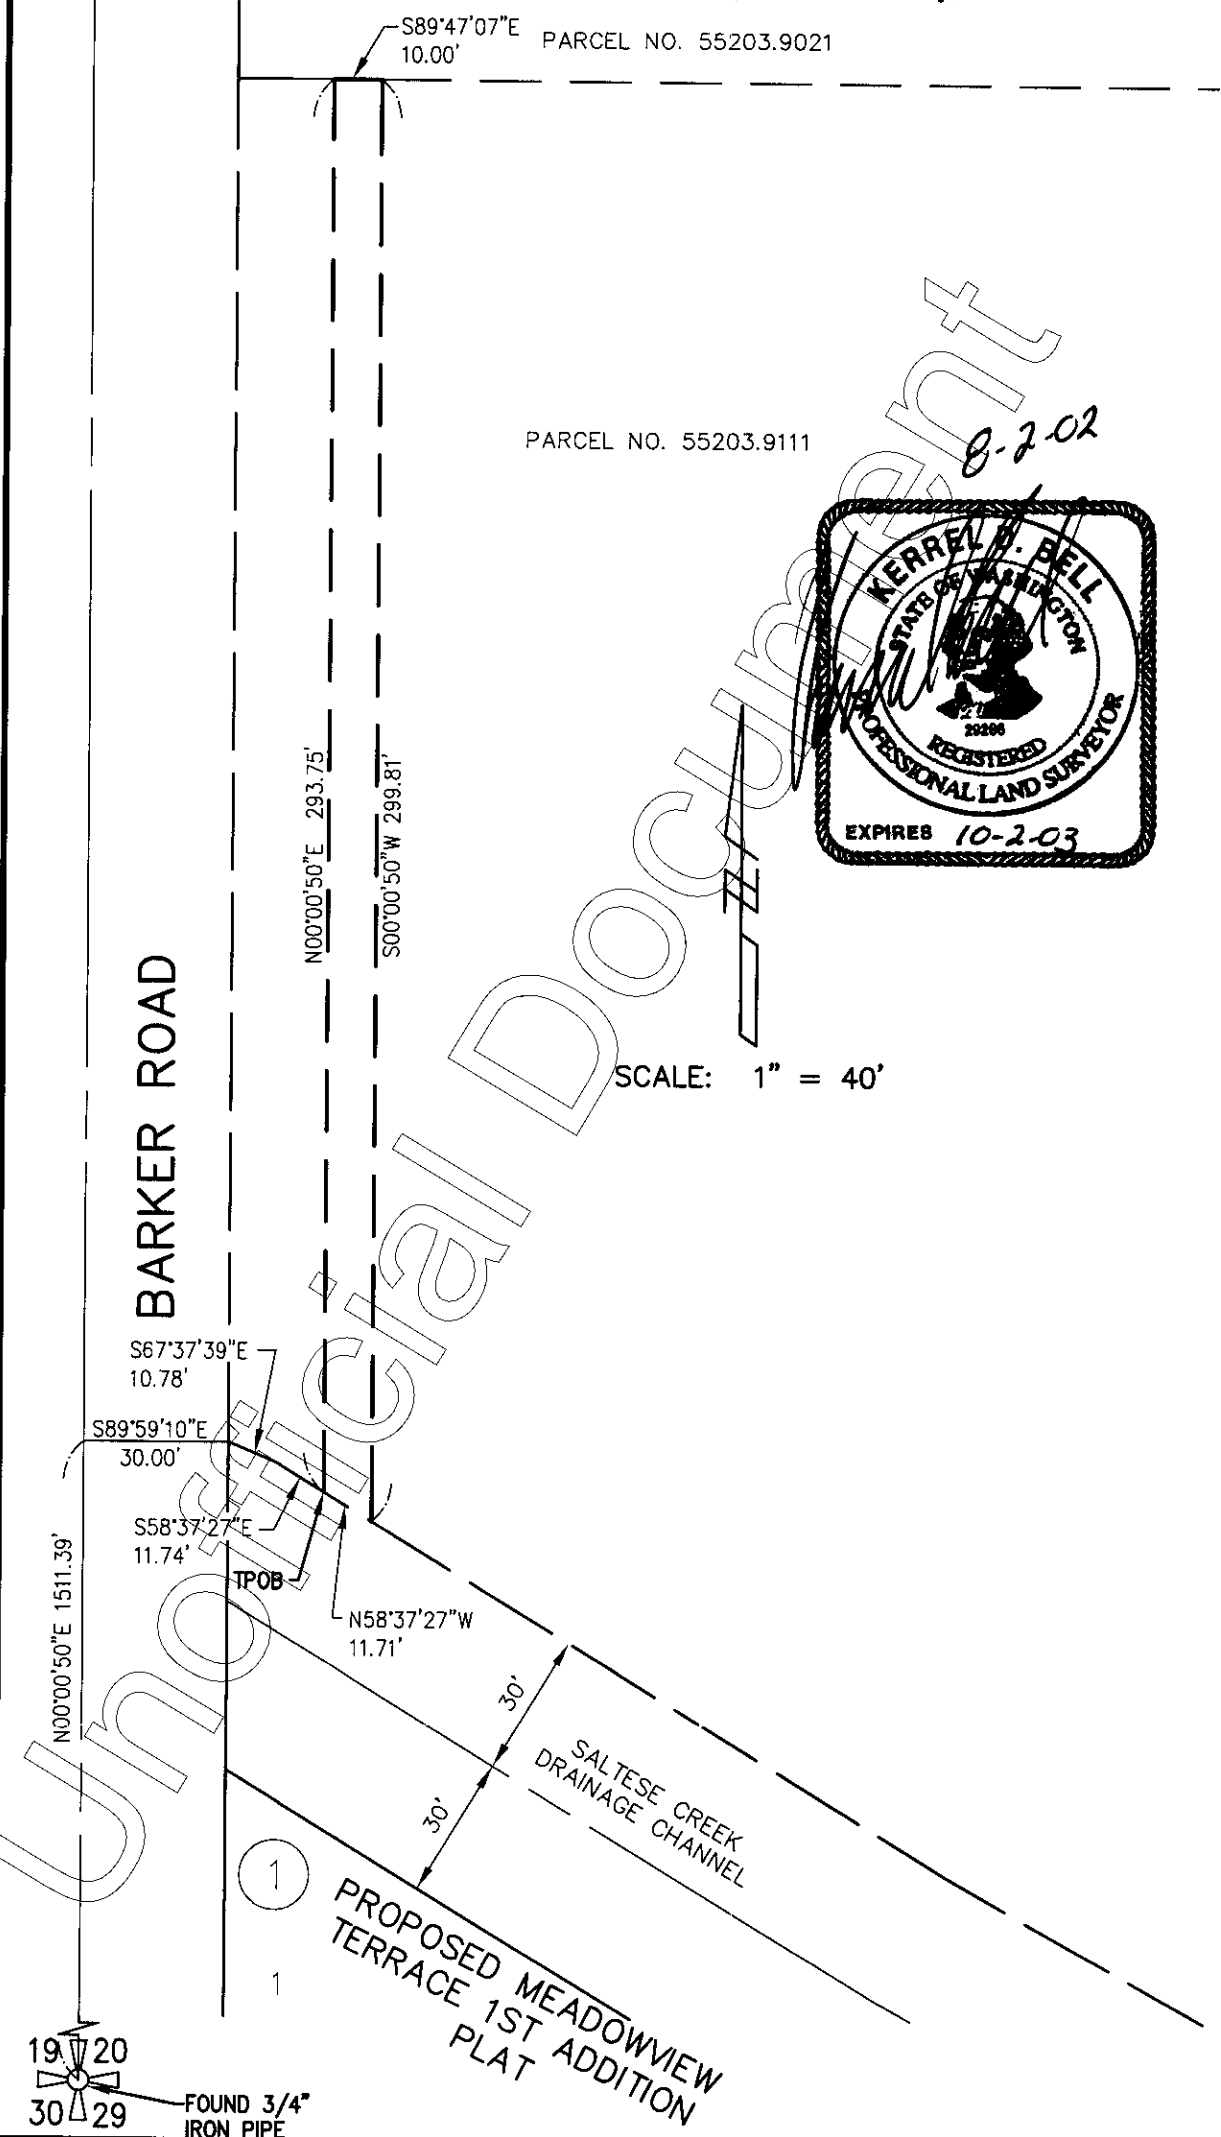 S89°47'07"E
10.00'
PARCEL NO. 55203.9021
PARCEL NO. 55203.9111
8-2-02
KERREL D. BELL
STATE OF WASHINGTON
29286
REGISTERED
PROFESSIONAL LAND SURVEYOR
EXPIRES 10-2-03
N00°00'50"E 293.75'
S00°00'50"W 299.81'
BARKER ROAD
SCALE: 1" = 40'
S67°37'39"E
10.78'
S89°59'10"E
30.00'
S58°37'27"E
11.74'
TPOB
N58°37'27"W
11.71'
N00°00'50"E 1511.39'
30'
30'
SALTESE CREEK
DRAINAGE CHANNEL
1
PROPOSED MEADOWVIEW
TERRACE 1ST ADDITION
PLAT
1
19 20
30 29
FOUND 3/4"
IRON PIPE
Unofficial Document